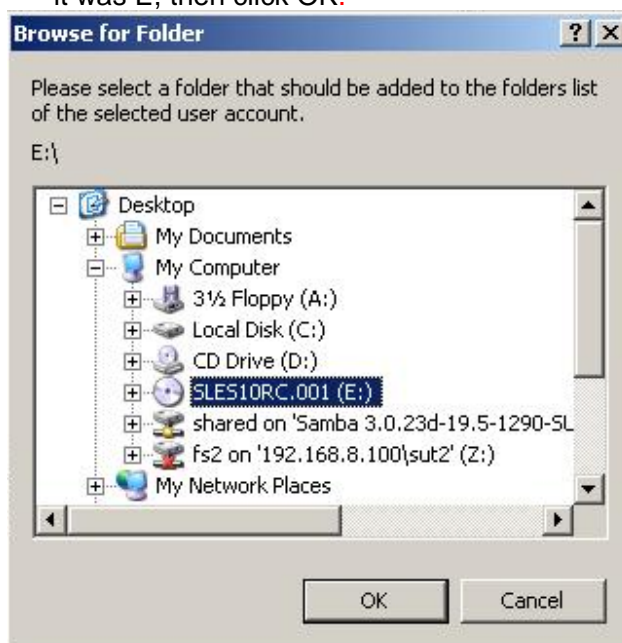 it was E, then click OK.
Browse for Folder
Please select a folder that should be added to the folders list
of the selected user account.
E:\
Desktop
My Documents
My Computer
3½ Floppy (A:)
Local Disk (C:)
CD Drive (D:)
SLES10RC.001 (E:)
shared on 'Samba 3.0.23d-19.5-1290-SL
fs2 on '192.168.8.100\sut2' (Z:)
My Network Places
OK
Cancel